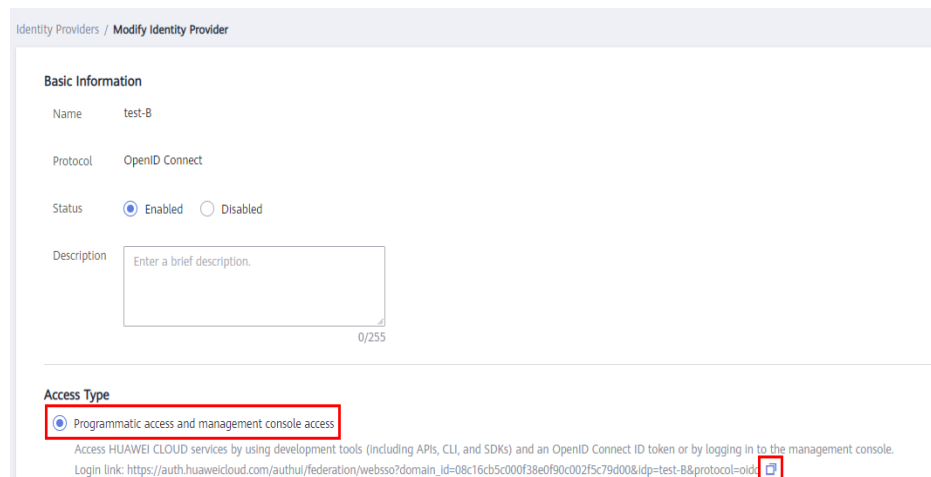 Identity Providers / Modify Identity Provider
Basic Information
Name test-B
Protocol OpenID Connect
Status Enabled Disabled
Description Enter a brief description.
0/255
Access Type
Programmatic access and management console access
Access HUAWEI CLOUD services by using development tools (including APIs, CLI, and SDKs) and an OpenID Connect ID token or by logging in to the management console.
Login link: https://auth.huaweicloud.com/authui/federation/websso?domain_id=08c16cb5c000f38e0f90c002f5c79d00&idp=test-B&protocol=oidc